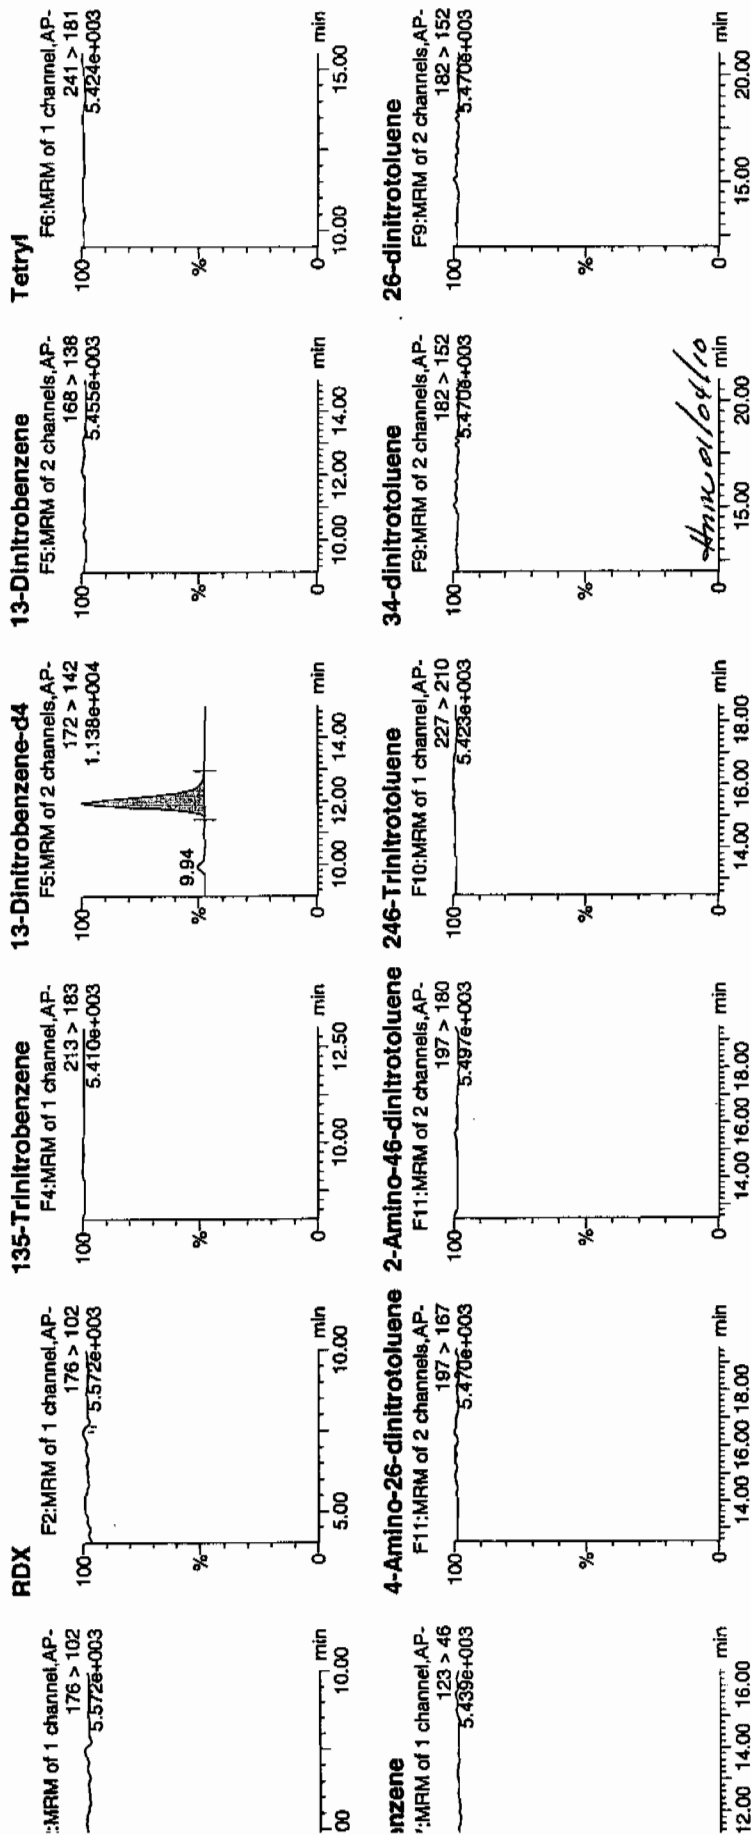 :MRM of 1 channel,AP-
176 > 102
5.572e+003
00 10.00 min
RDX
F2:MRM of 1 channel,AP-
176 > 102
5.572e+003
100
%
0
5.00 10.00 min
135-Trinitrobenzene
F4:MRM of 1 channel,AP-
213 > 183
5.410e+003
100
%
0
10.00 12.50 min
13-Dinitrobenzene-d4
F5:MRM of 2 channels,AP-
172 > 142
1.138e+004
100
9.94
%
0
10.00 12.00 14.00 min
13-Dinitrobenzene
F5:MRM of 2 channels,AP-
168 > 138
5.455e+003
100
%
0
10.00 12.00 14.00 min
Tetryl
F6:MRM of 1 channel,AP-
241 > 181
5.424e+003
100
%
0
10.00 15.00 min
nzene
:MRM of 1 channel,AP-
123 > 46
5.439e+003
12.00 14.00 16.00 min
4-Amino-26-dinitrotoluene
F11:MRM of 2 channels,AP-
197 > 167
5.470e+003
100
%
0
14.00 16.00 18.00 min
2-Amino-46-dinitrotoluene
F11:MRM of 2 channels,AP-
197 > 180
5.497e+003
100
%
0
14.00 16.00 18.00 min
246-Trinitrotoluene
F10:MRM of 1 channel,AP-
227 > 210
5.423e+003
100
%
0
14.00 16.00 18.00 min
34-dinitrotoluene
F9:MRM of 2 channels,AP-
182 > 152
5.470e+003
100
%
0
01/04/10
15.00 20.00 min
26-dinitrotoluene
F9:MRM of 2 channels,AP-
182 > 152
5.470e+003
100
%
0
15.00 20.00 min